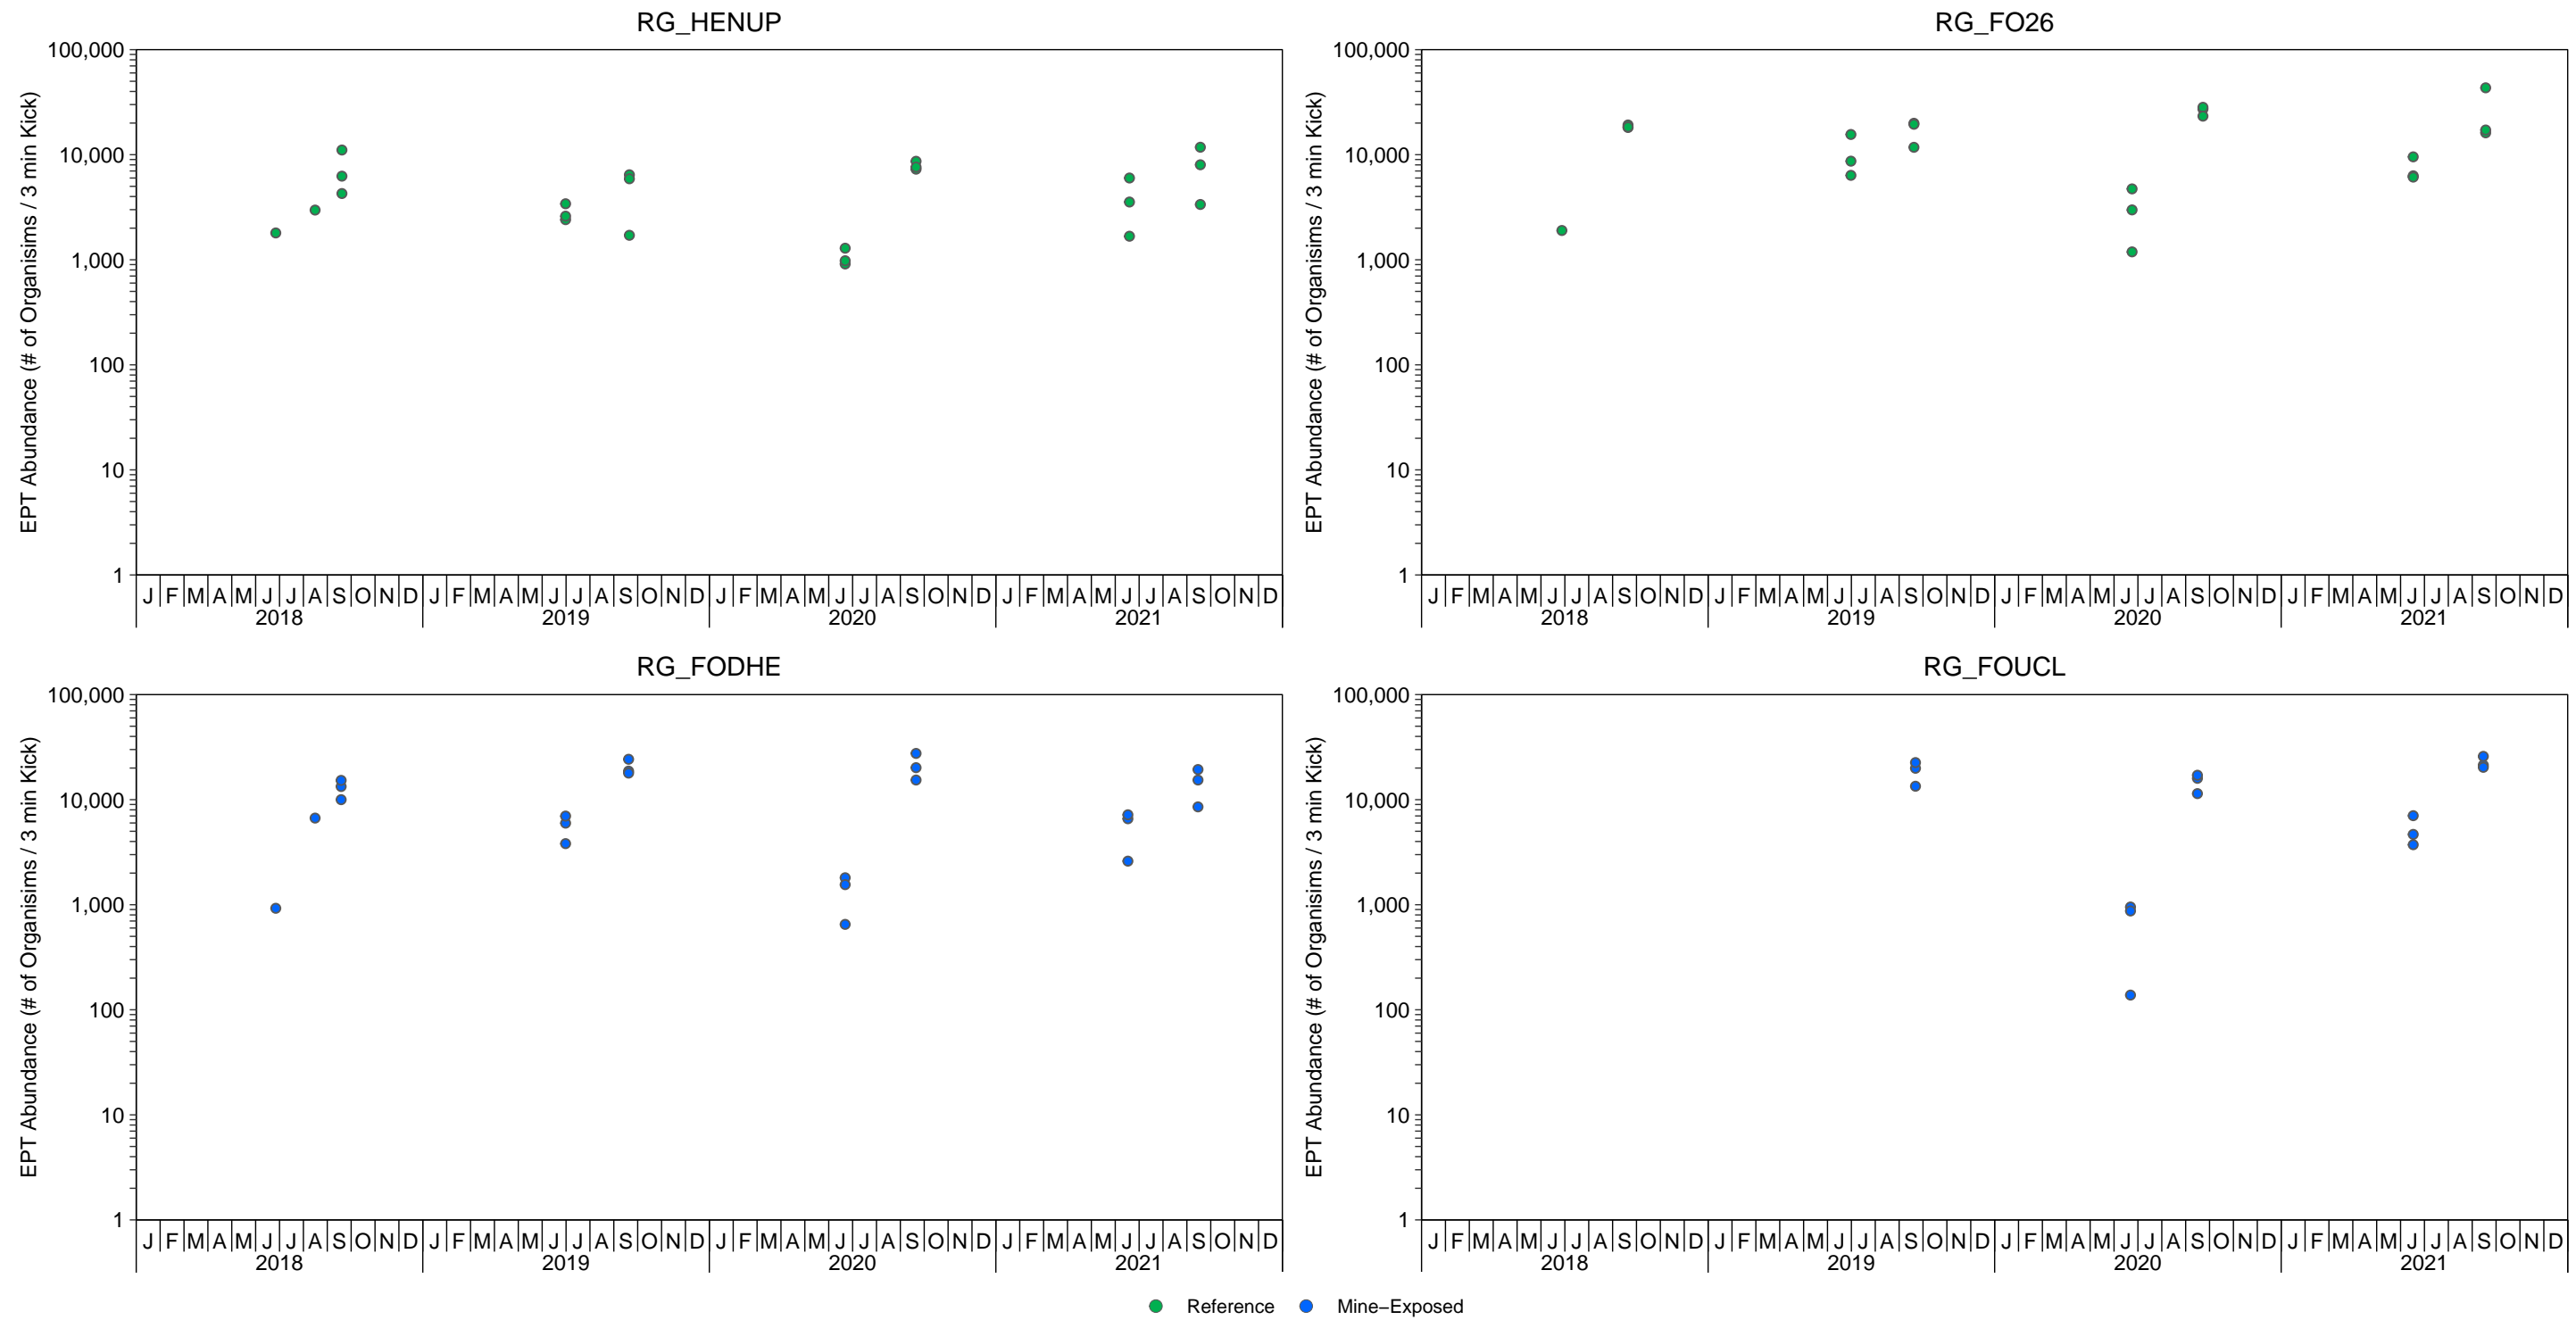 RG_HENUP
EPT Abundance (# of Organisims / 3 min Kick)
100,000
10,000
1,000
100
10
1
J F M A M J J A S O N D J F M A M J J A S O N D J F M A M J J A S O N D J F M A M J J A S O N D
2018 2019 2020 2021
RG_FO26
EPT Abundance (# of Organisims / 3 min Kick)
100,000
10,000
1,000
100
10
1
J F M A M J J A S O N D J F M A M J J A S O N D J F M A M J J A S O N D J F M A M J J A S O N D
2018 2019 2020 2021
RG_FODHE
EPT Abundance (# of Organisims / 3 min Kick)
100,000
10,000
1,000
100
10
1
J F M A M J J A S O N D J F M A M J J A S O N D J F M A M J J A S O N D J F M A M J J A S O N D
2018 2019 2020 2021
RG_FOUCL
EPT Abundance (# of Organisims / 3 min Kick)
100,000
10,000
1,000
100
10
1
J F M A M J J A S O N D J F M A M J J A S O N D J F M A M J J A S O N D J F M A M J J A S O N D
2018 2019 2020 2021
Reference Mine−Exposed